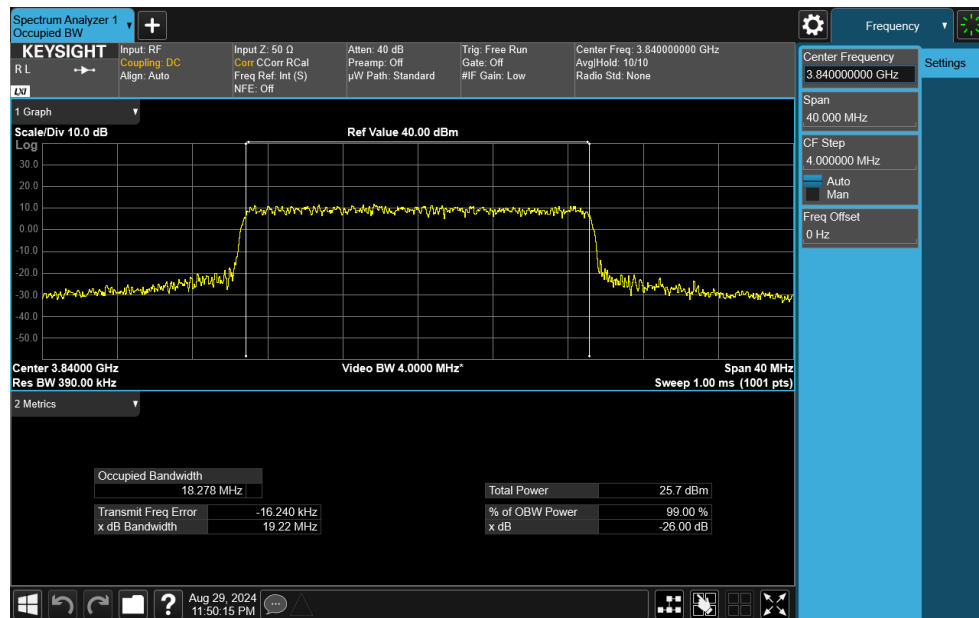 Spectrum Analyzer 1
Occupied BW
Frequency
KEYSIGHT
R L
LXI
Input: RF
Coupling: DC
Align: Auto
Input Z: 50 Ω
Corr CCorr RCal
Freq Ref: Int (S)
NFE: Off
Atten: 40 dB
Preamp: Off
µW Path: Standard
Trig: Free Run
Gate: Off
#IF Gain: Low
Center Freq: 3.840000000 GHz
Avg|Hold: 10/10
Radio Std: None
Center Frequency
3.840000000 GHz
Settings
Span
40.000 MHz
CF Step
4.000000 MHz
Auto
Man
Freq Offset
0 Hz
1 Graph
Scale/Div 10.0 dB
Ref Value 40.00 dBm
Log
30.0
20.0
10.0
0.00
-10.0
-20.0
-30.0
-40.0
-50.0
Center 3.84000 GHz
Video BW 4.0000 MHz*
Span 40 MHz
Res BW 390.00 kHz
Sweep 1.00 ms (1001 pts)
2 Metrics
Occupied Bandwidth
18.278 MHz
Total Power 25.7 dBm
Transmit Freq Error -16.240 kHz
% of OBW Power 99.00 %
x dB Bandwidth 19.22 MHz
x dB -26.00 dB
?
Aug 29, 2024
11:50:15 PM